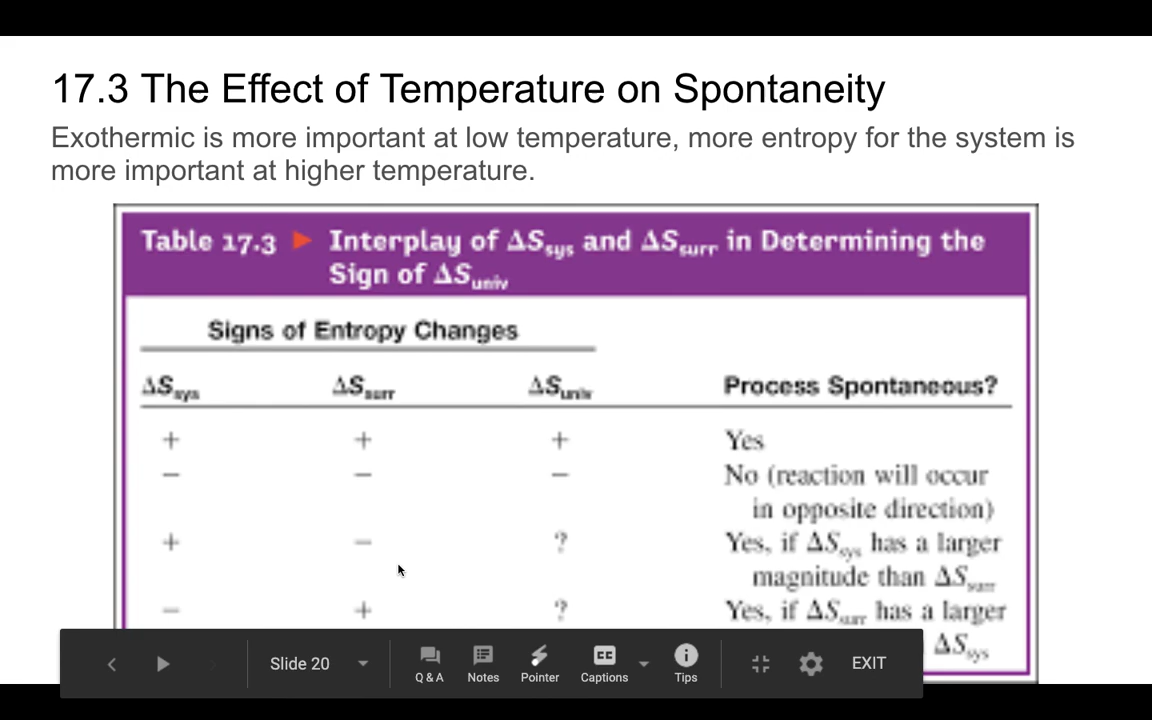 17.3 The Effect of Temperature on Spontaneity
Exothermic is more important at low temperature, more entropy for the system is
more important at higher temperature.
Table 17.3 ▶ Interplay of ΔSsys and ΔSsurr in Determining the
Sign of ΔSuniv
Signs of Entropy Changes
ΔSsys ΔSsurr ΔSuniv Process Spontaneous?
+ + + Yes
− − − No (reaction will occur
in opposite direction)
+ − ? Yes, if ΔSsys has a larger
magnitude than ΔSsurr
− + ? Yes, if ΔSsurr has a larger
ΔSsys
Slide 20 Q & A Notes Pointer CC Captions Tips EXIT